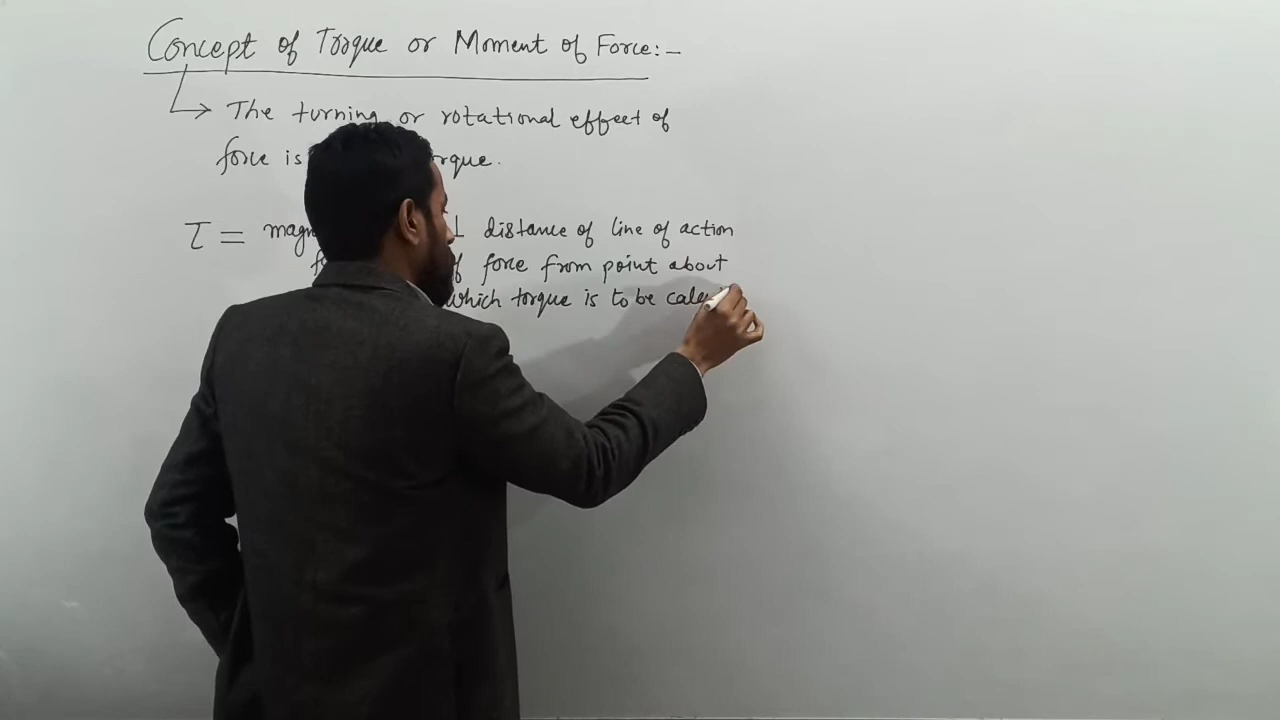 Concept of Torque or Moment of Force:-
The turning or rotational effect of
force is rque.
τ = magn ⊥ distance of line of action
f of force from point about
which torque is to be calcu